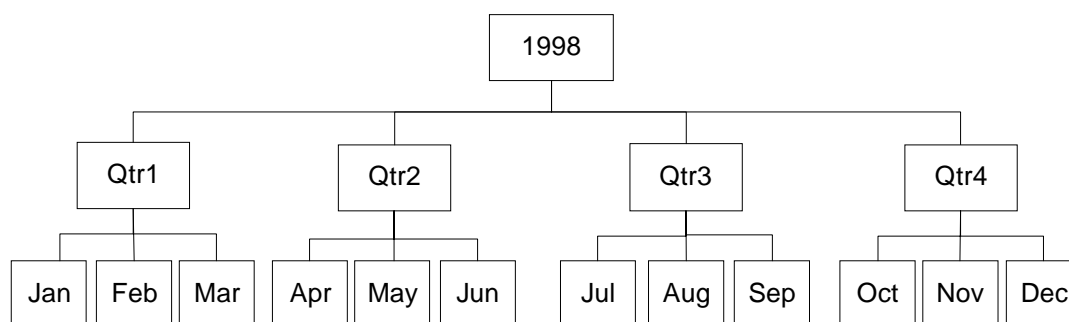 1998
Qtr1 Qtr2 Qtr3 Qtr4
Jan Feb Mar Apr May Jun Jul Aug Sep Oct Nov Dec